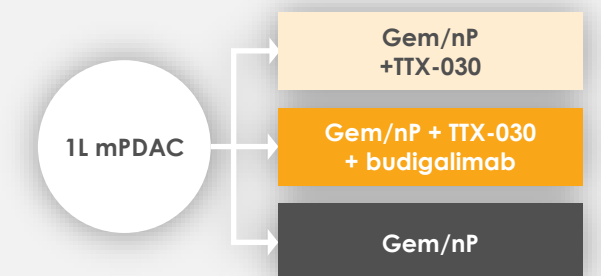 1L mPDAC
Gem/nP
+TTX-030
Gem/nP + TTX-030
+ budigalimab
Gem/nP